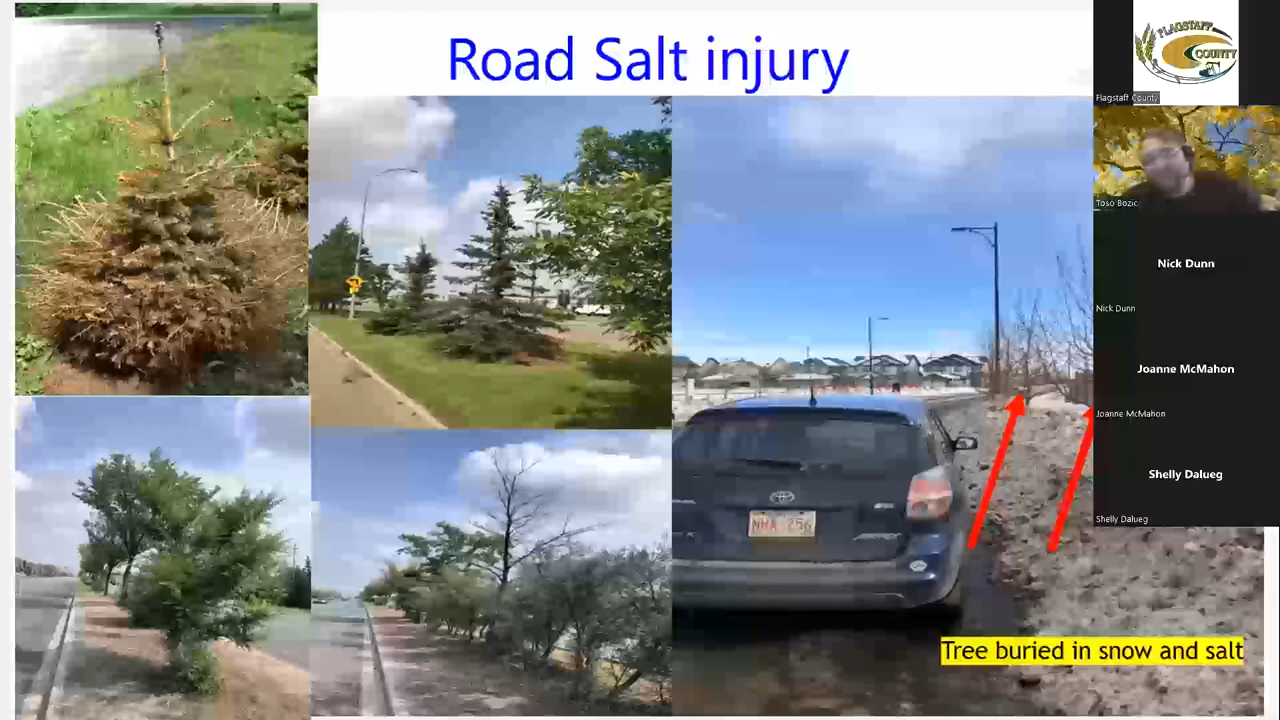 Road Salt injury
FLAGSTAFF
COUNTY
Flagstaff County
Toso Bozic
Nick Dunn
Nick Dunn
Joanne McMahon
Joanne McMahon
Shelly Dalueg
Shelly Dalueg
Tree buried in snow and salt